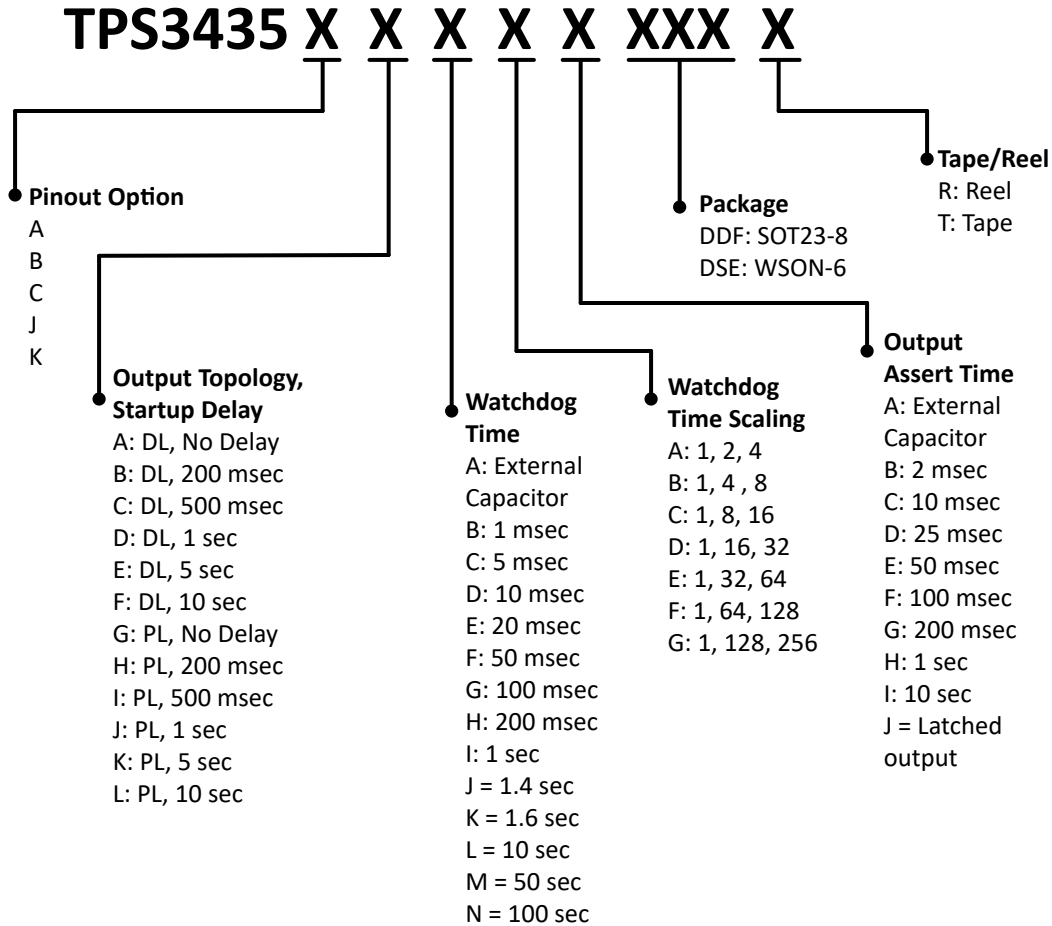 TPS3435 X X X X X XXX X
Pinout Option
A
B
C
J
K
Output Topology,
Startup Delay
A: DL, No Delay
B: DL, 200 msec
C: DL, 500 msec
D: DL, 1 sec
E: DL, 5 sec
F: DL, 10 sec
G: PL, No Delay
H: PL, 200 msec
I: PL, 500 msec
J: PL, 1 sec
K: PL, 5 sec
L: PL, 10 sec
Watchdog
Time
A: External
Capacitor
B: 1 msec
C: 5 msec
D: 10 msec
E: 20 msec
F: 50 msec
G: 100 msec
H: 200 msec
I: 1 sec
J = 1.4 sec
K = 1.6 sec
L = 10 sec
M = 50 sec
N = 100 sec
Watchdog
Time Scaling
A: 1, 2, 4
B: 1, 4 , 8
C: 1, 8, 16
D: 1, 16, 32
E: 1, 32, 64
F: 1, 64, 128
G: 1, 128, 256
Output
Assert Time
A: External
Capacitor
B: 2 msec
C: 10 msec
D: 25 msec
E: 50 msec
F: 100 msec
G: 200 msec
H: 1 sec
I: 10 sec
J = Latched
output
Package
DDF: SOT23-8
DSE: WSON-6
Tape/Reel
R: Reel
T: Tape